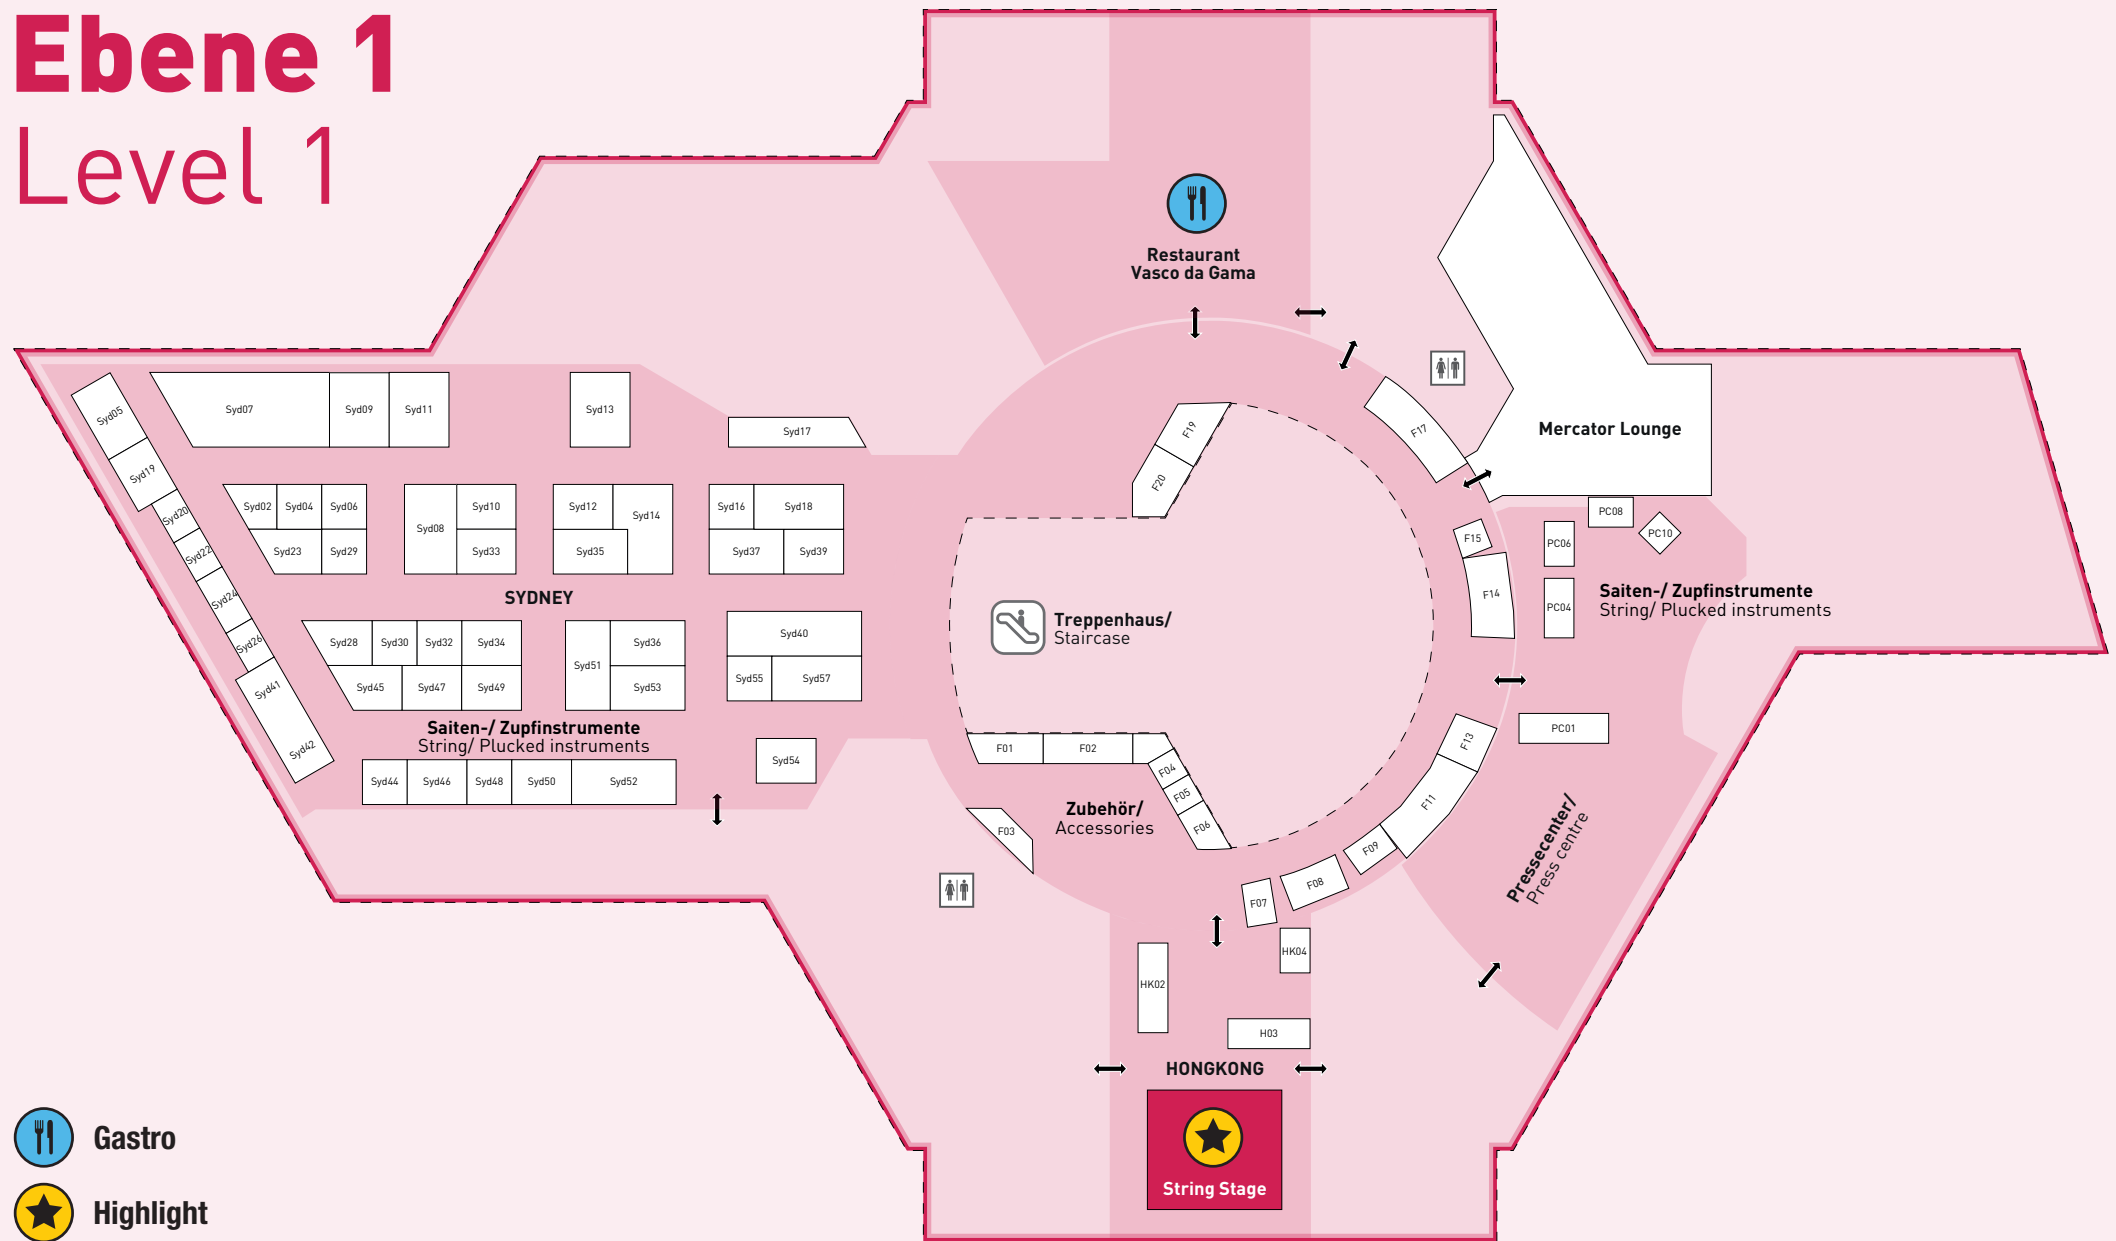 Ebene 1
Level 1
Restaurant
Vasco da Gama
Mercator Lounge
Syd05
Syd07
Syd09
Syd11
Syd13
Syd17
Syd19
Syd20
Syd22
Syd24
Syd26
Syd41
Syd42
Syd02
Syd04
Syd06
Syd23
Syd29
Syd08
Syd10
Syd33
Syd12
Syd14
Syd35
Syd16
Syd18
Syd37
Syd39
SYDNEY
Syd28
Syd30
Syd32
Syd34
Syd45
Syd47
Syd49
Syd51
Syd36
Syd53
Syd40
Syd55
Syd57
Saiten-/ Zupfinstrumente
String/ Plucked instruments
Syd44
Syd46
Syd48
Syd50
Syd52
Syd54
F19
F20
F17
F15
F14
Treppenhaus/
Staircase
PC08
PC10
PC06
PC04
Saiten-/ Zupfinstrumente
String/ Plucked instruments
PC01
F01
F02
F04
F05
F06
F03
Zubehör/
Accessories
F13
F11
F09
F08
F07
Pressecenter/
Press centre
HK04
HK02
H03
HONGKONG
String Stage
Gastro
Highlight